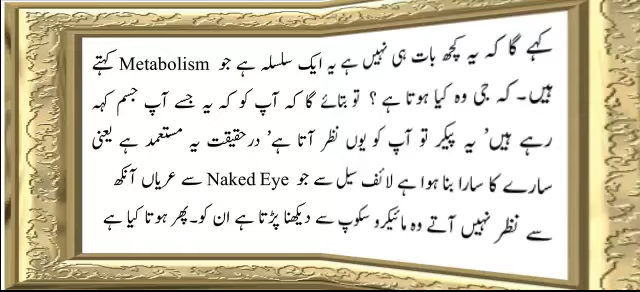 کہے گا کہ یہ کچھ بات ہی نہیں ہے یہ ایک سلسلہ ہے جو Metabolism کہتے
ہیں۔ کہ جی وہ کیا ہوتا ہے ؟ تو بتائے گا کہ آپ کو کہ یہ جسے آپ جسم کہہ
رہے ہیں’ یہ پیکر تو آپ کو یوں نظر آتا ہے’ درحقیقت یہ مستعمد ہے یعنی
سارے کا سارا بنا ہوا ہے لائف سیل سے جو Naked Eye سے عریاں آنکھ
سے نظر نہیں آتے وہ مائیکرو سکوپ سے دیکھنا پڑتا ہے ان کو۔ پھر ہوتا کیا ہے